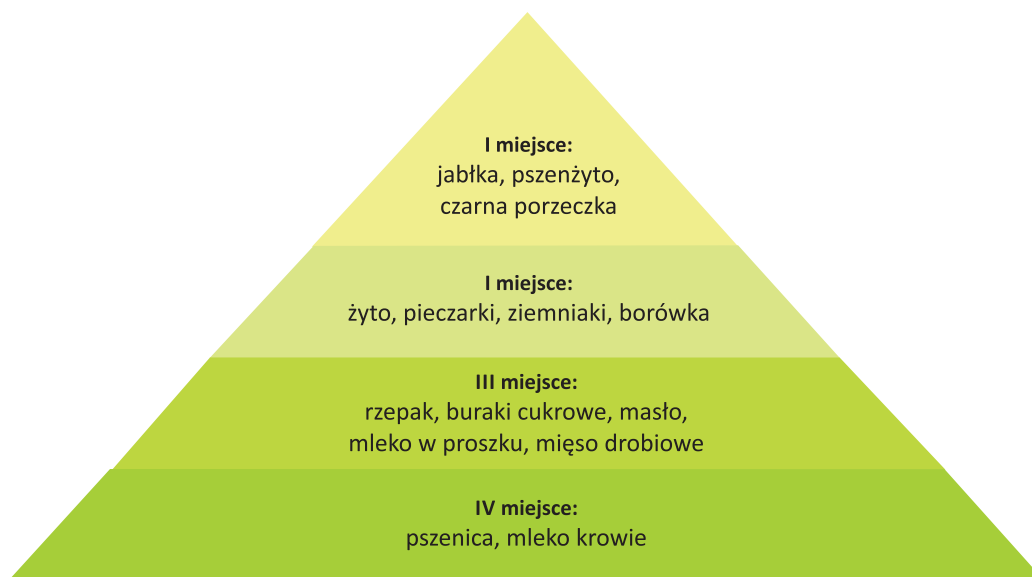 I miejsce:
jabłka, pszenżyto,
czarna porzeczka
I miejsce:
żyto, pieczarki, ziemniaki, borówka
III miejsce:
rzepak, buraki cukrowe, masło,
mleko w proszku, mięso drobiowe
IV miejsce:
pszenica, mleko krowie